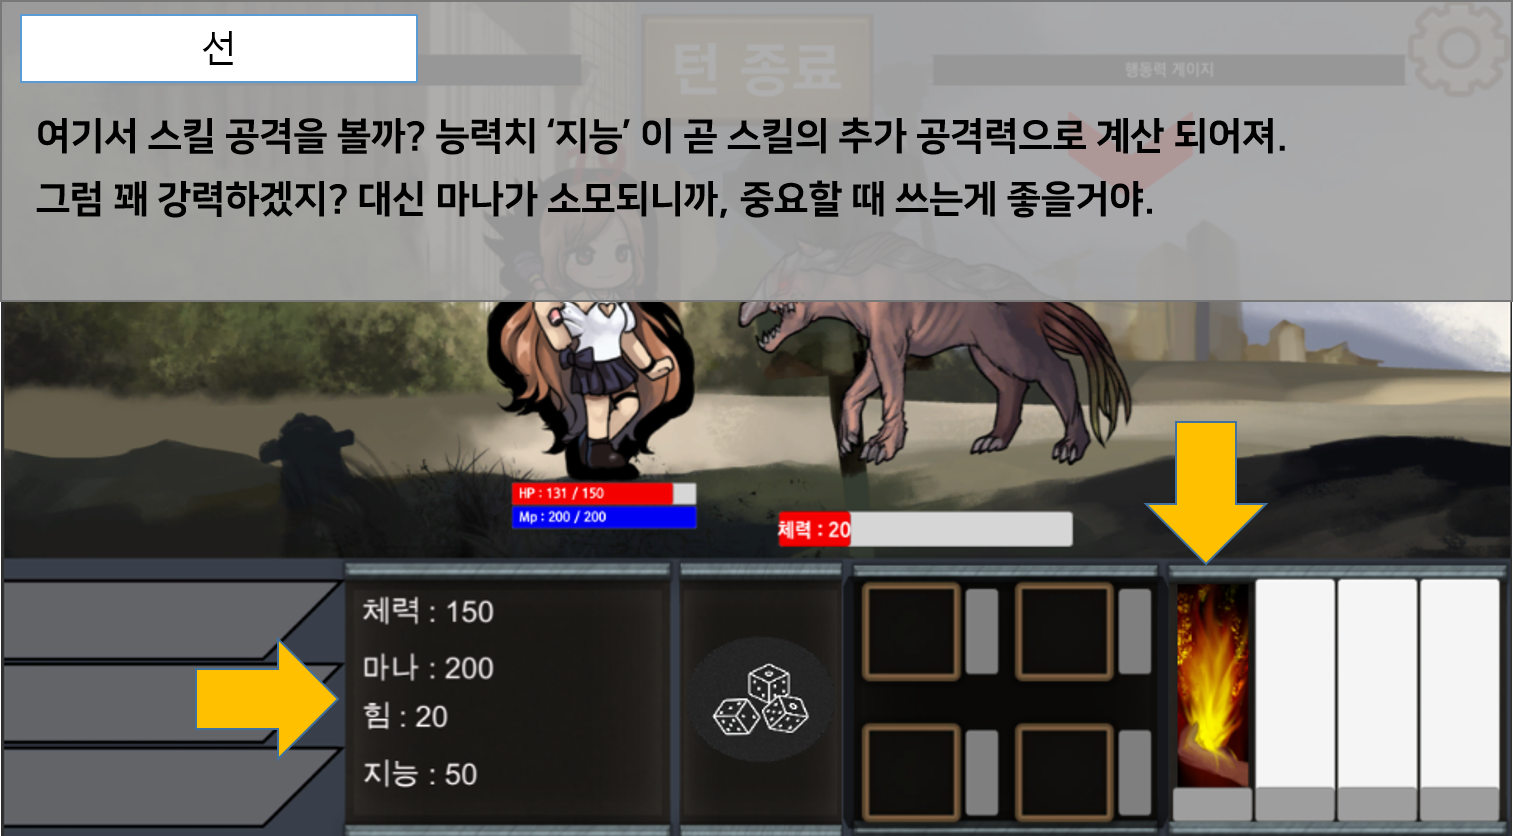 선
턴 종료
행동력 게이지
여기서 스킬 공격을 볼까? 능력치 ‘지능’ 이 곧 스킬의 추가 공격력으로 계산 되어져.
그럼 꽤 강력하겠지? 대신 마나가 소모되니까, 중요할 때 쓰는게 좋을거야.
HP : 131 / 150
Mp : 200 / 200
체력 : 20
체력 : 150
마나 : 200
힘 : 20
지능 : 50